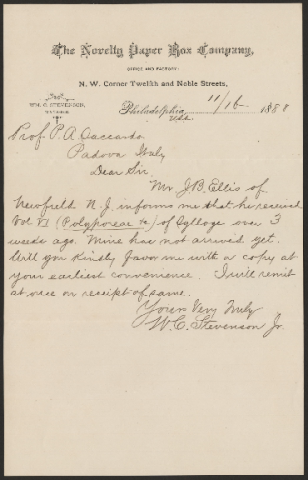 The Novelty Paper Box Company,
OFFICE AND FACTORY:
N. W. Corner Twelfth and Noble Streets,
WM. C. STEVENSON,
Philadelphia, 11/16 1888
U.S.A.
Prof. P. A. Saccardo
Padova Italy
Dear Sir
Mr J. B. Ellis of
Newfield N. J. informs me that he received
Vol VI (Polyporeae &c) of Sylloge over 3
weeks ago. Mine has not arrived yet.
Will you kindly favor me with a copy at
your earliest convenience. I will remit
at once on receipt of same.
Yours Very Truly
W. C. Stevenson Jr.